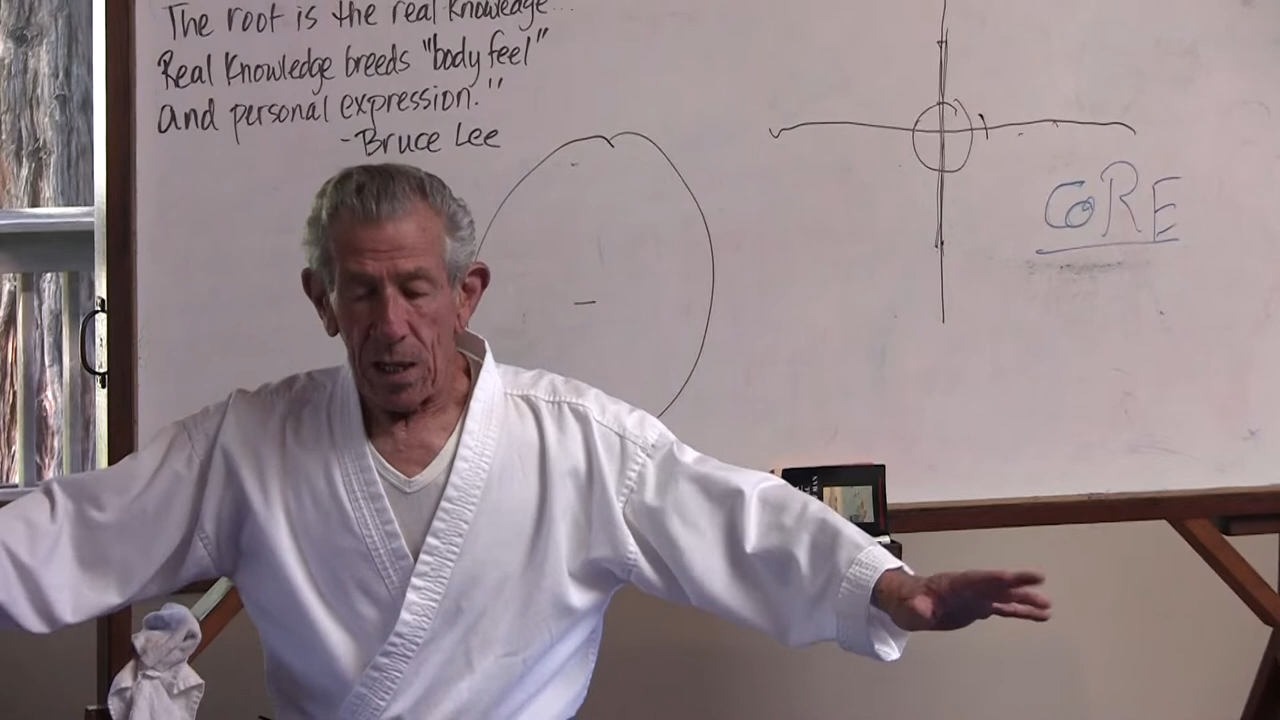 The root is the real Knowledge...
Real Knowledge breeds "body feel"
and personal expression."
-Bruce Lee
CoRE